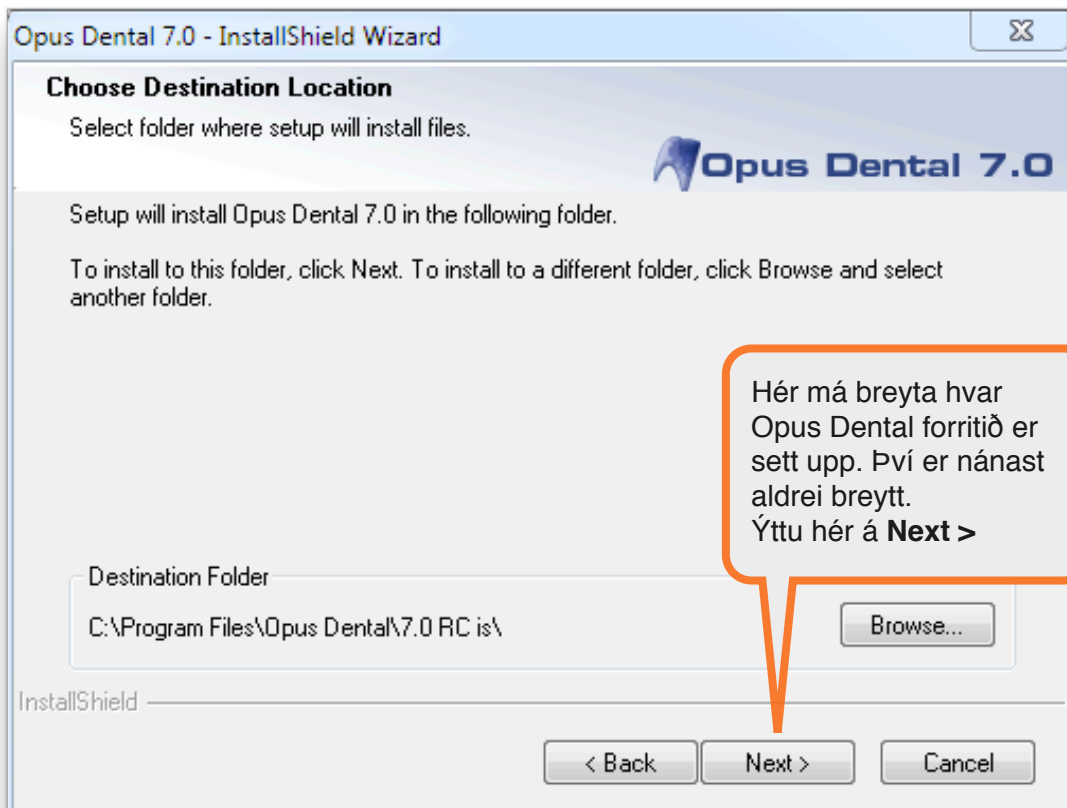 Opus Dental 7.0 - InstallShield Wizard
Choose Destination Location
Select folder where setup will install files.
Opus Dental 7.0
Setup will install Opus Dental 7.0 in the following folder.
To install to this folder, click Next. To install to a different folder, click Browse and select
another folder.
Hér má breyta hvar
Opus Dental forritið er
sett upp. Því er nánast
aldrei breytt.
Ýttu hér á Next >
Destination Folder
C:\Program Files\Opus Dental\7.0 RC is\
Browse...
InstallShield
< Back
Next >
Cancel